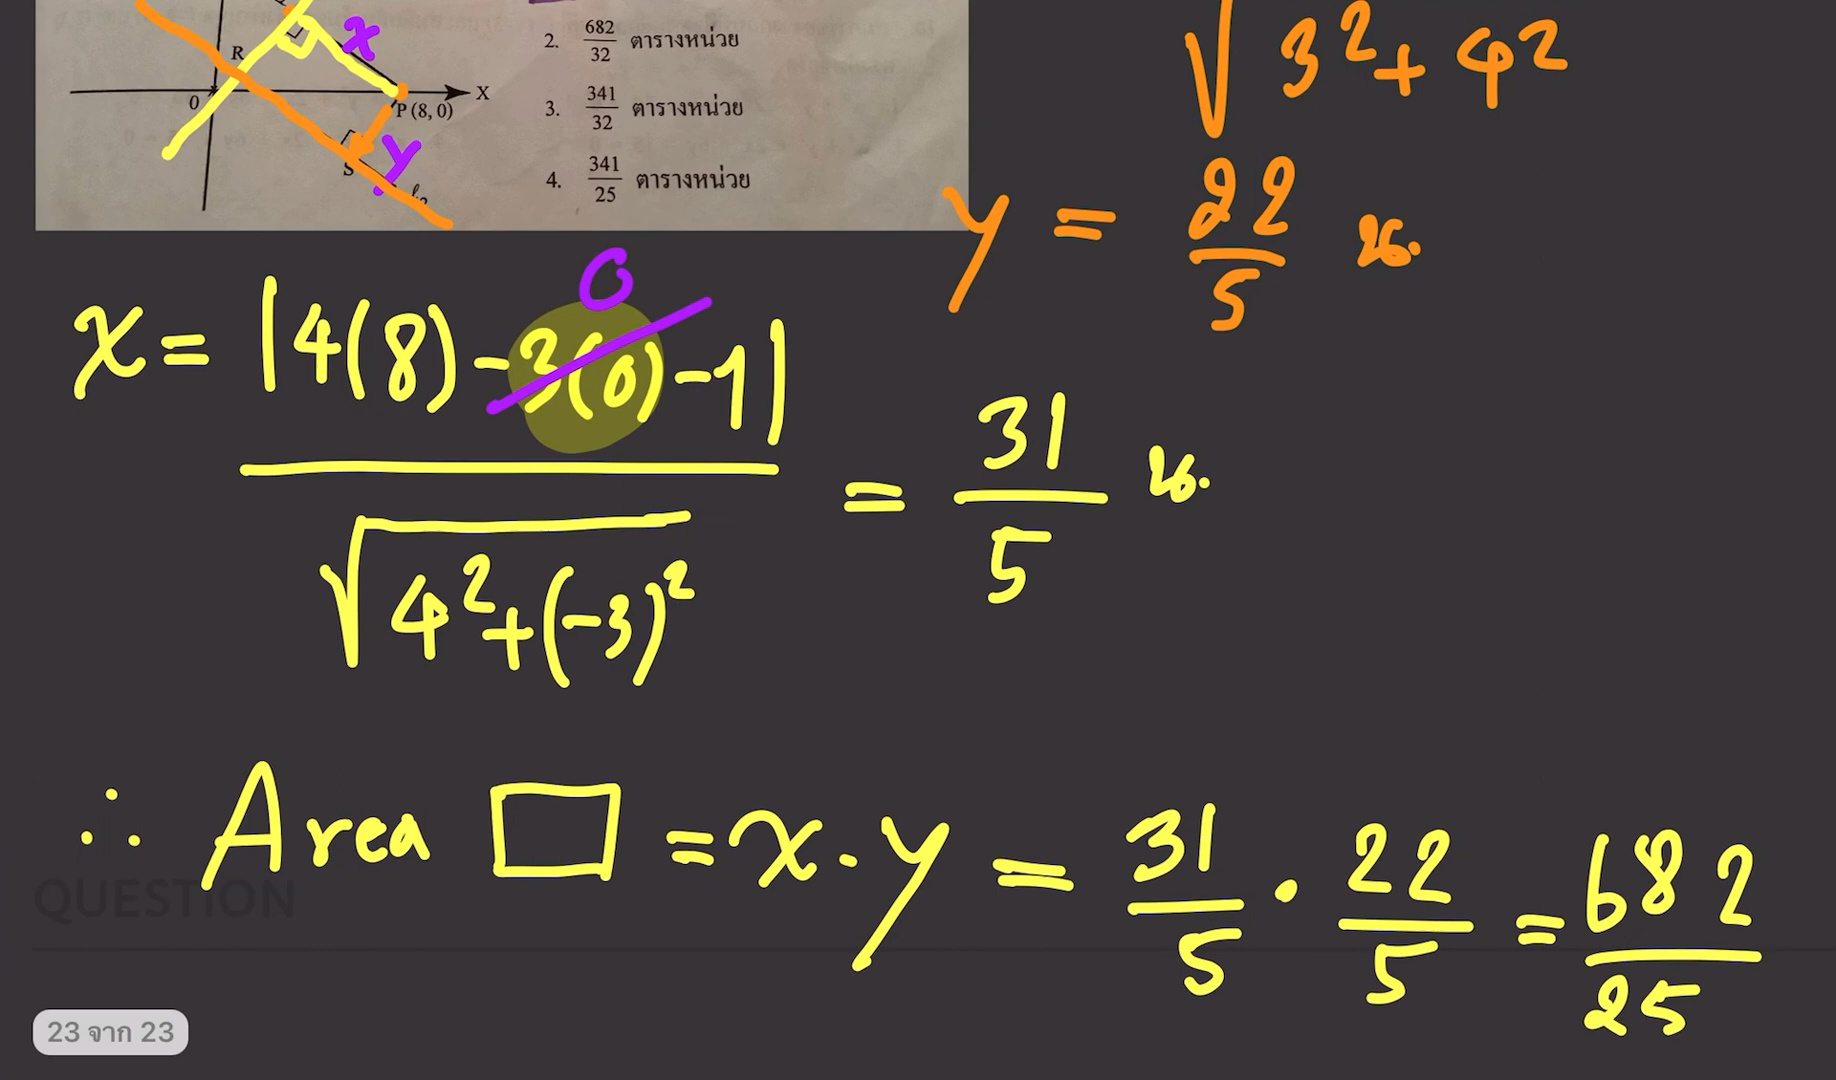 x
R
0
X
P (8, 0)
y
S
2. 682/32 ตารางหน่วย
3. 341/32 ตารางหน่วย
4. 341/25 ตารางหน่วย
√ 3² + 4²
y = 22/5 นซ.
0
x = |4(8) - 3(0) - 1| / √4² + (-3)² = 31/5 นซ.
∴ Area □ = x . y = 31/5 . 22/5 = 682/25
QUESTION
23 จาก 23